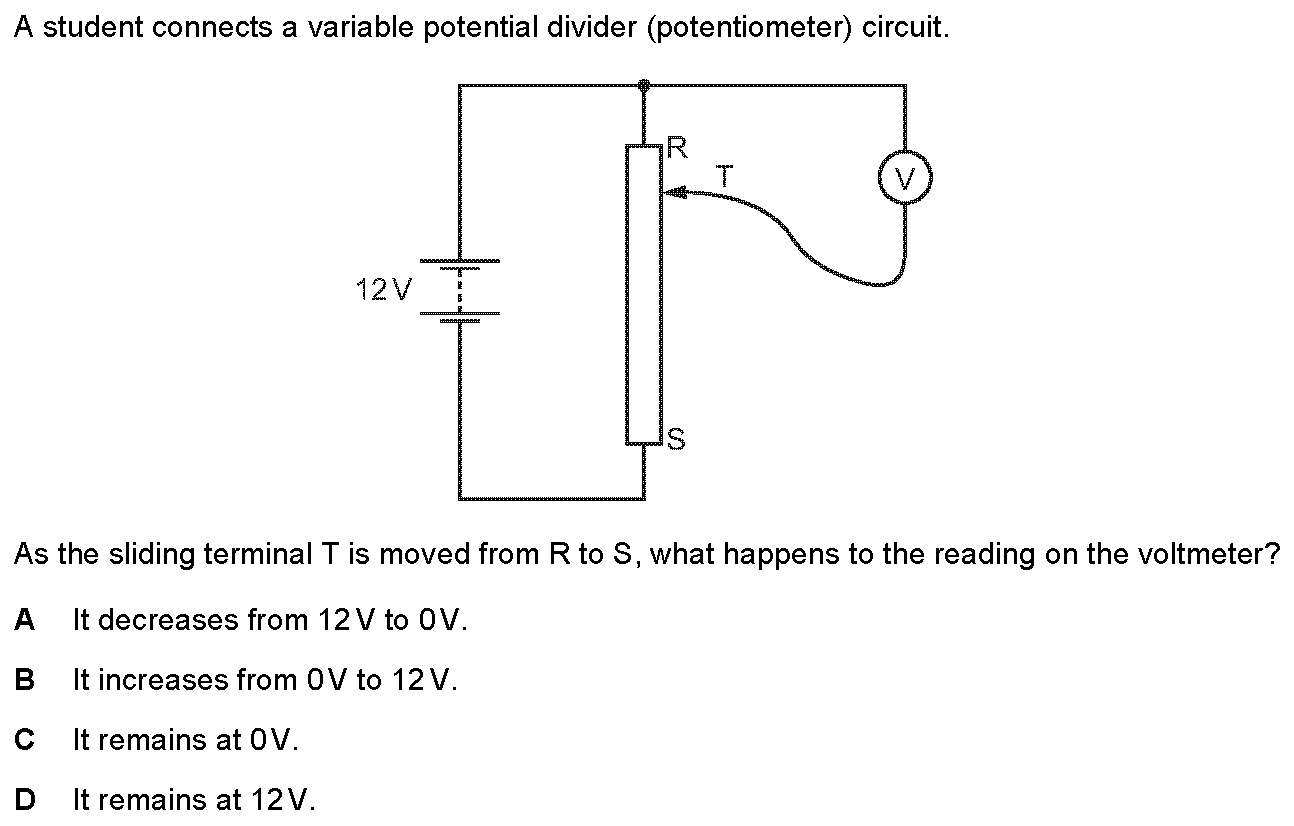 A student connects a variable potential divider (potentiometer) circuit.
R
T
V
12 V
S
As the sliding terminal T is moved from R to S, what happens to the reading on the voltmeter?
A It decreases from 12 V to 0 V.
B It increases from 0 V to 12 V.
C It remains at 0 V.
D It remains at 12 V.